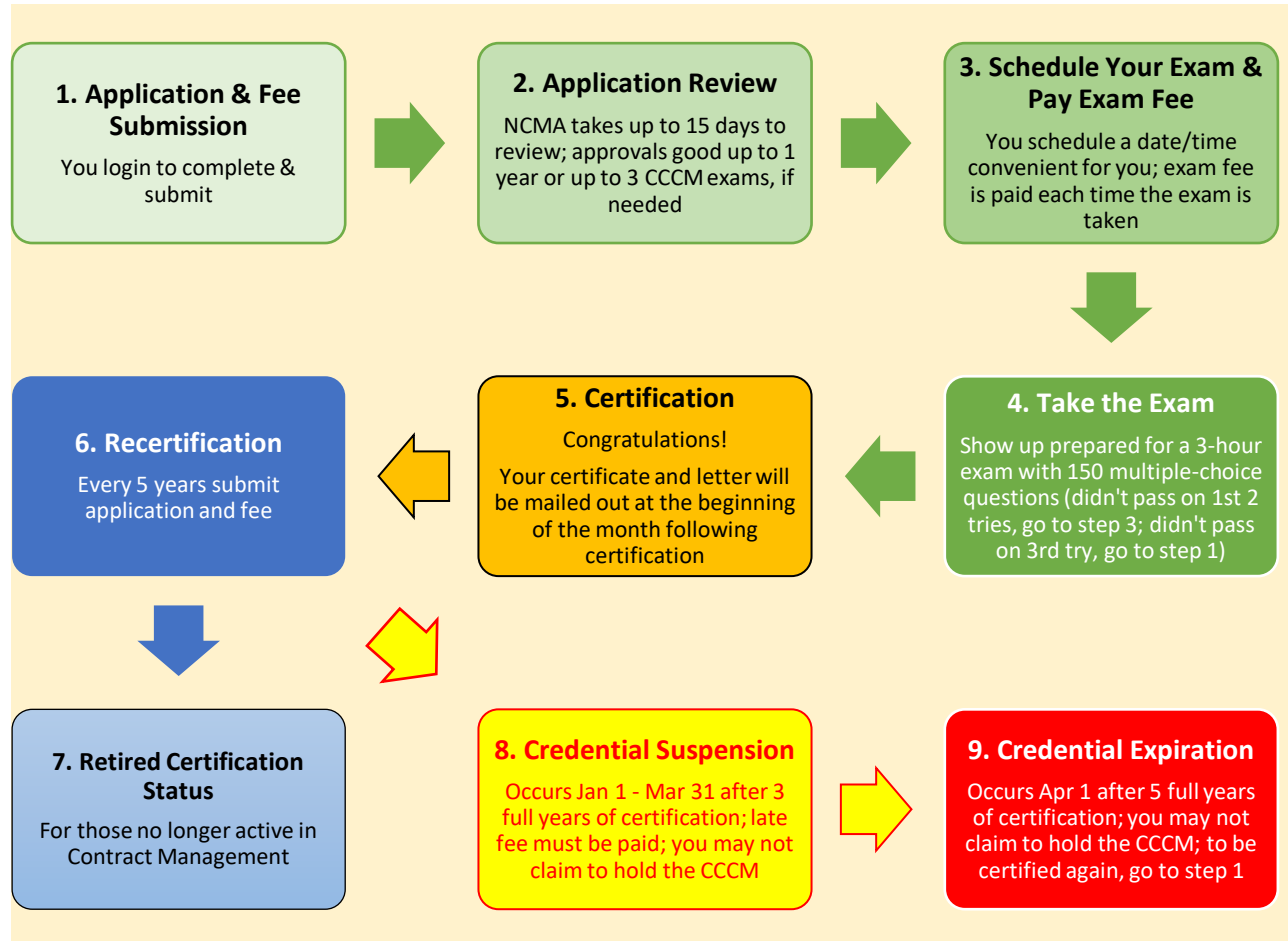 1. Application & Fee
Submission
You login to complete &
submit
2. Application Review
NCMA takes up to 15 days to
review; approvals good up to 1
year or up to 3 CCCM exams, if
needed
3. Schedule Your Exam &
Pay Exam Fee
You schedule a date/time
convenient for you; exam fee
is paid each time the exam is
taken
4. Take the Exam
Show up prepared for a 3-hour
exam with 150 multiple-choice
questions (didn't pass on 1st 2
tries, go to step 3; didn't pass
on 3rd try, go to step 1)
5. Certification
Congratulations!
Your certificate and letter will
be mailed out at the beginning
of the month following
certification
6. Recertification
Every 5 years submit
application and fee
7. Retired Certification
Status
For those no longer active in
Contract Management
8. Credential Suspension
Occurs Jan 1 - Mar 31 after 3
full years of certification; late
fee must be paid; you may not
claim to hold the CCCM
9. Credential Expiration
Occurs Apr 1 after 5 full years
of certification; you may not
claim to hold the CCCM; to be
certified again, go to step 1